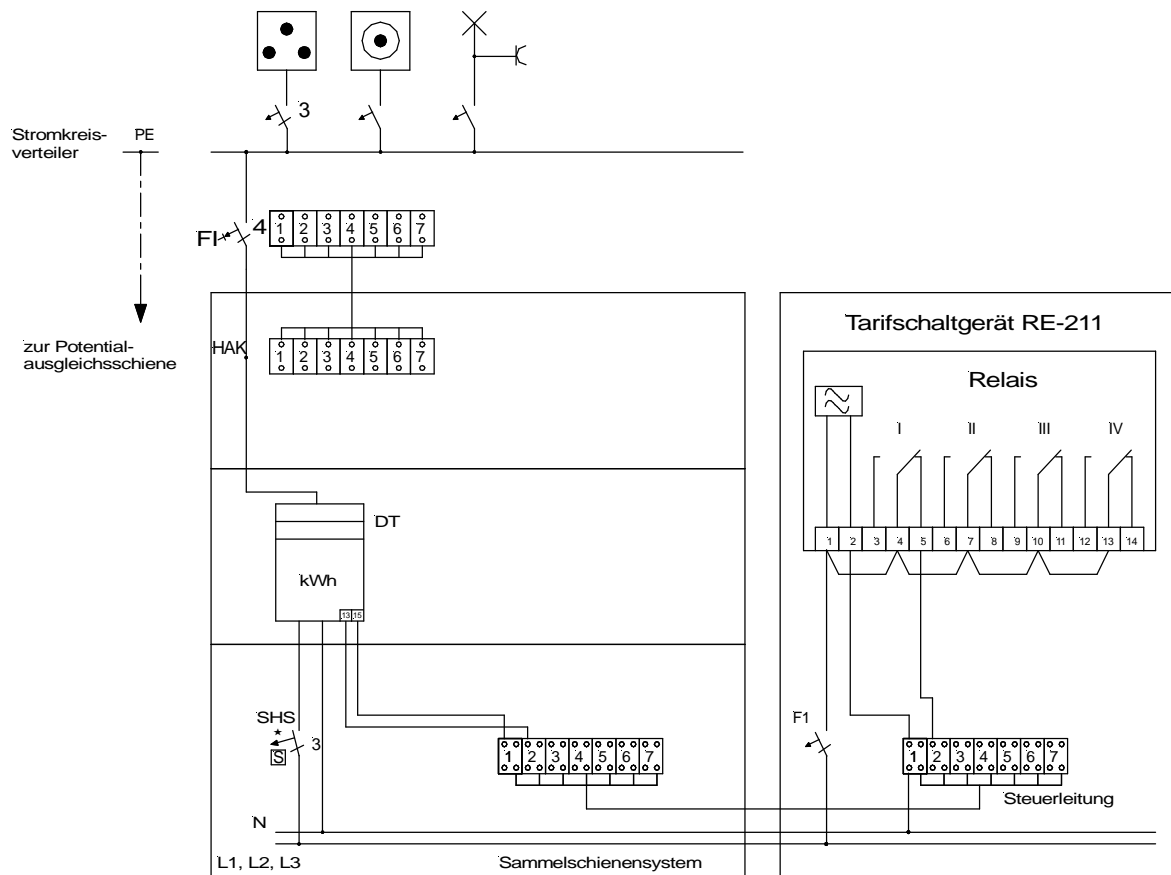 3
Stromkreis-
verteiler
PE
FI
4
1 2 3 4 5 6 7
zur Potential-
ausgleichsschiene
HAK
1 2 3 4 5 6 7
Tarifschaltgerät RE-211
Relais
I II III IV
1 2 3 4 5 6 7 8 9 10 11 12 13 14
DT
kWh
13 15
SHS
*
S
3
1 2 3 4 5 6 7
F1
1 2 3 4 5 6 7
Steuerleitung
N
L1, L2, L3
Sammelschienensystem